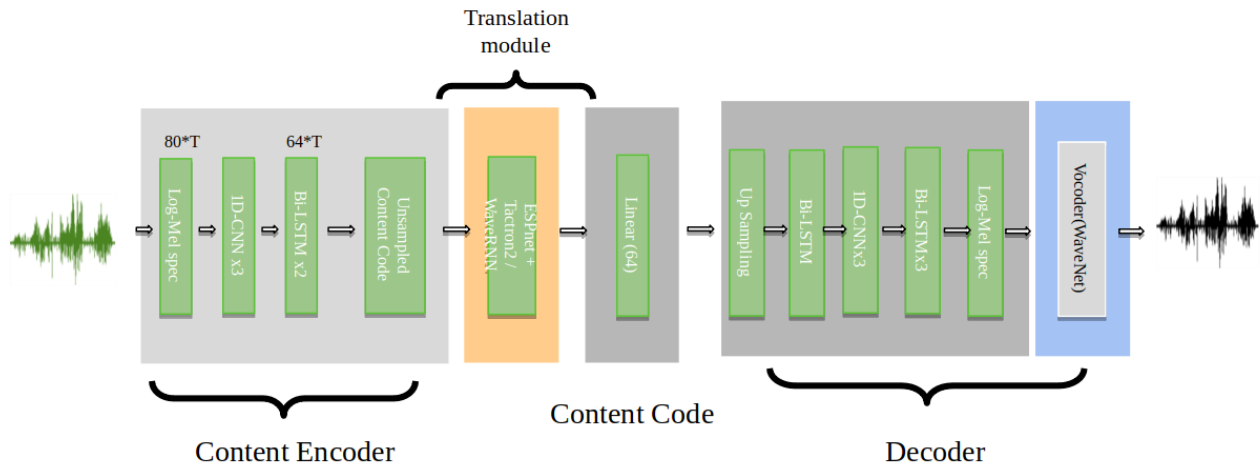 Translation
module
80*T
64*T
Log-Mel spec
1D-CNN x3
Bi-LSTM x2
Unsampled
Content Code
ESPnet +
Tactron2 /
WaveRNN
Linear (64)
Up Sampling
Bi-LSTM
1D-CNNx3
Bi-LSTMx3
Log-Mel spec
Vocoder(WaveNet)
Content Encoder
Content Code
Decoder